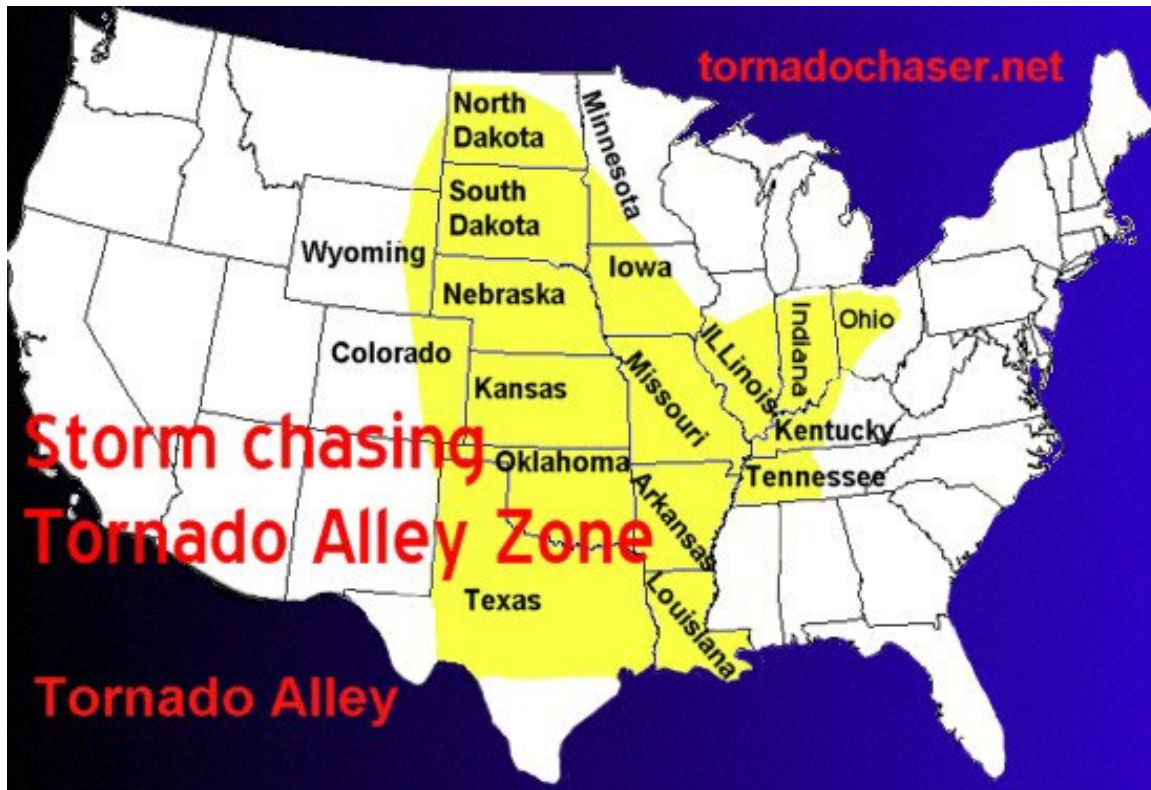 tornadochaser.net
North
Dakota
Minnesota
South
Dakota
Wyoming
Iowa
Nebraska
Indiana
Ohio
ILLinois
Colorado
Missouri
Kansas
Kentucky
Storm chasing
Oklahoma
Tennessee
Arkansas
Tornado Alley Zone
Texas
Louisiana
Tornado Alley